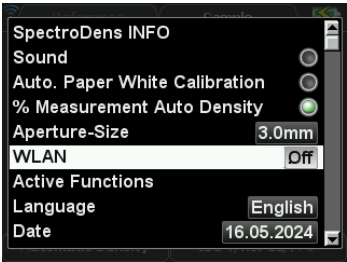 Sample
SpectroDens INFO
Sound
Auto. Paper White Calibration
% Measurement Auto Density
Aperture-Size 3.0mm
WLAN Off
Active Functions
Language English
Date 16.05.2024